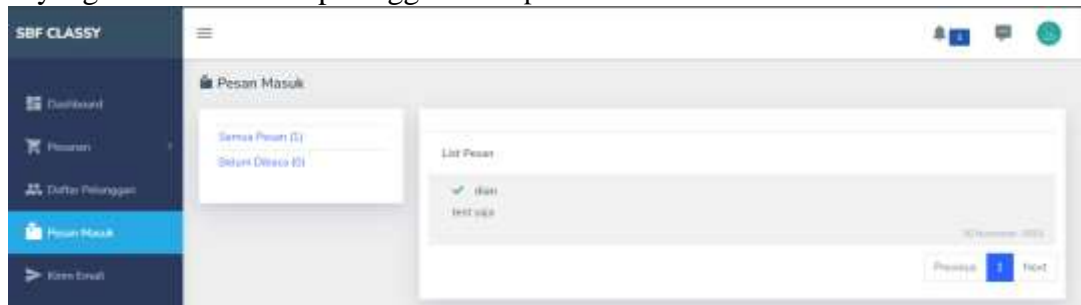 SBF CLASSY
Pesan Masuk
Dashboard
Pesanan
Daftar Pelanggan
Pesan Masuk
Kirim Email
Semua Pesan (1)
Belum Dibaca (0)
List Pesan
dian
test saja
Previous 1 Next